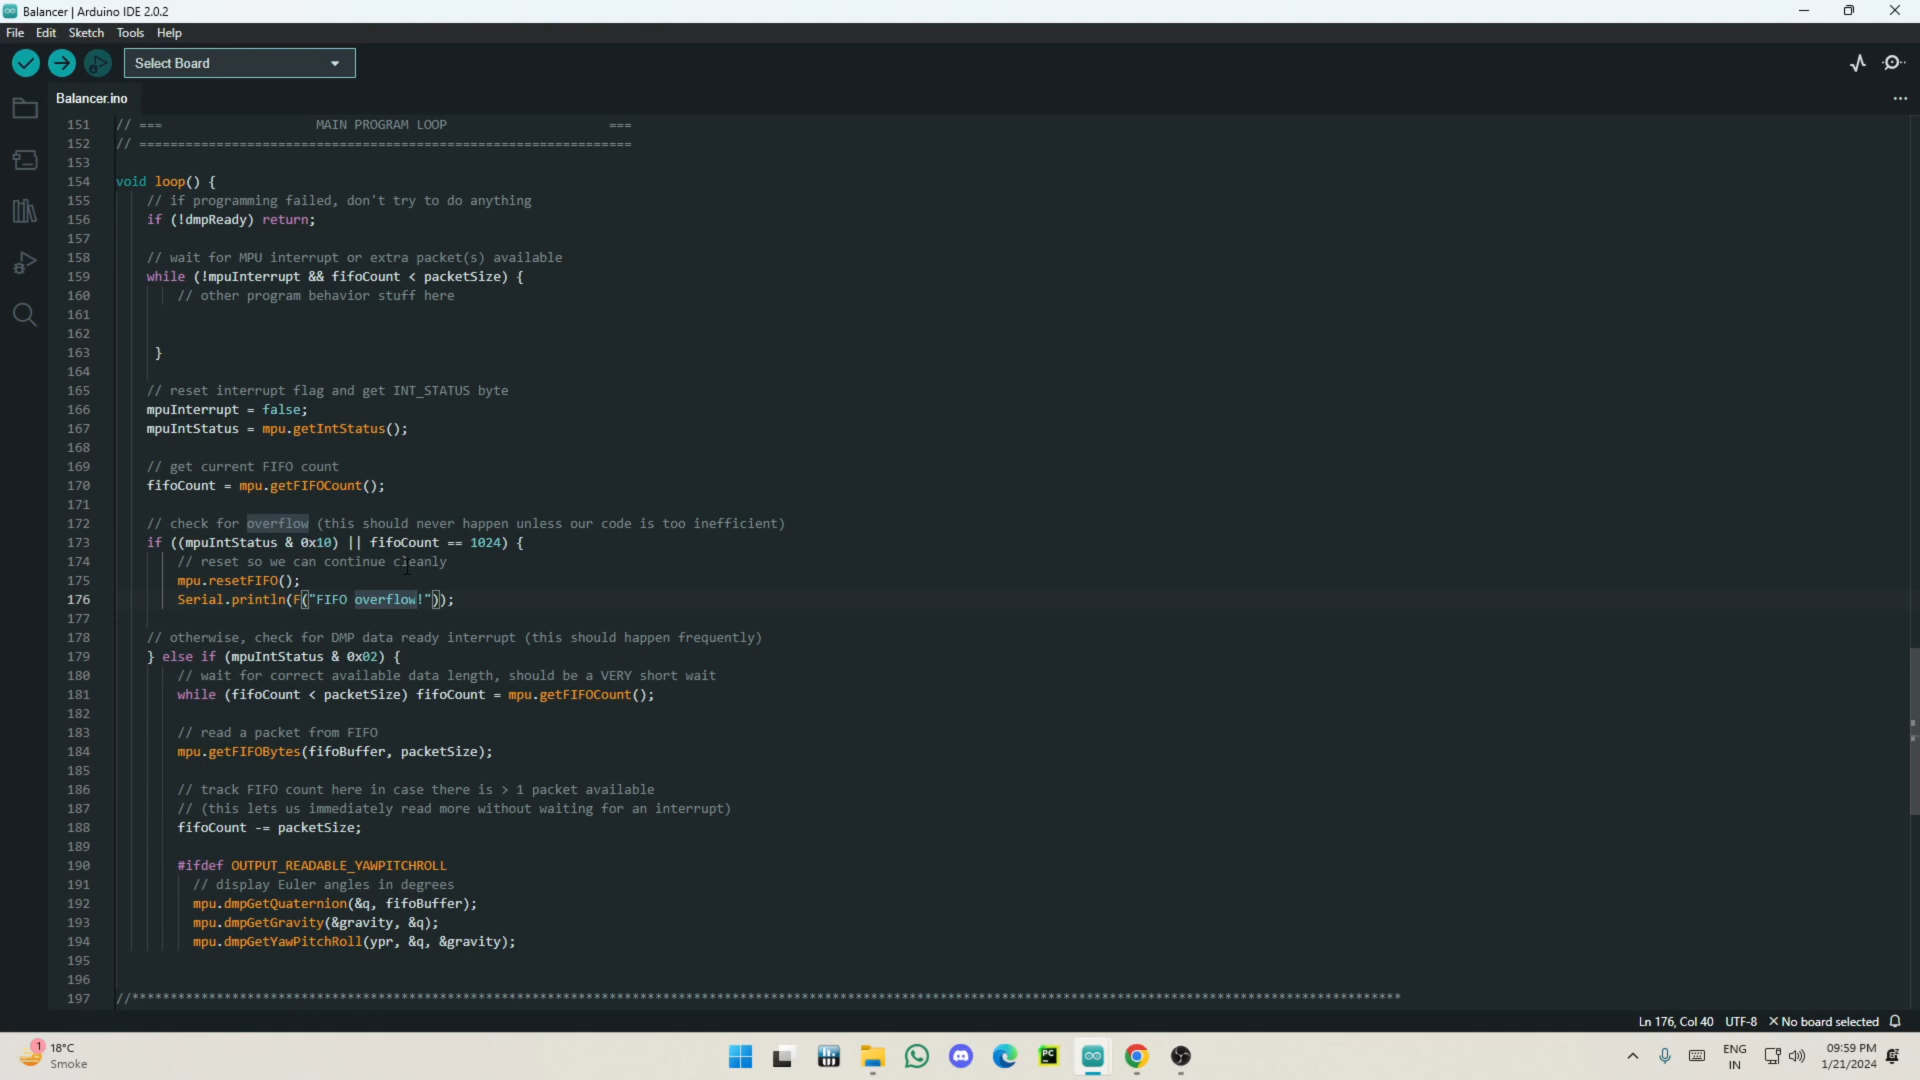 Balancer | Arduino IDE 2.0.2
File Edit Sketch Tools Help
Select Board
Balancer.ino
151 // === MAIN PROGRAM LOOP ===
152 // ================================================================
153
154 void loop() {
155 // if programming failed, don't try to do anything
156 if (!dmpReady) return;
157
158 // wait for MPU interrupt or extra packet(s) available
159 while (!mpuInterrupt && fifoCount < packetSize) {
160 // other program behavior stuff here
161
162
163 }
164
165 // reset interrupt flag and get INT_STATUS byte
166 mpuInterrupt = false;
167 mpuIntStatus = mpu.getIntStatus();
168
169 // get current FIFO count
170 fifoCount = mpu.getFIFOCount();
171
172 // check for overflow (this should never happen unless our code is too inefficient)
173 if ((mpuIntStatus & 0x10) || fifoCount == 1024) {
174 // reset so we can continue cleanly
175 mpu.resetFIFO();
176 Serial.println(F("FIFO overflow!"));
177
178 // otherwise, check for DMP data ready interrupt (this should happen frequently)
179 } else if (mpuIntStatus & 0x02) {
180 // wait for correct available data length, should be a VERY short wait
181 while (fifoCount < packetSize) fifoCount = mpu.getFIFOCount();
182
183 // read a packet from FIFO
184 mpu.getFIFOBytes(fifoBuffer, packetSize);
185
186 // track FIFO count here in case there is > 1 packet available
187 // (this lets us immediately read more without waiting for an interrupt)
188 fifoCount -= packetSize;
189
190 #ifdef OUTPUT_READABLE_YAWPITCHROLL
191 // display Euler angles in degrees
192 mpu.dmpGetQuaternion(&q, fifoBuffer);
193 mpu.dmpGetGravity(&gravity, &q);
194 mpu.dmpGetYawPitchRoll(ypr, &q, &gravity);
195
196
197 //*********************************************************************************************************************************************************************
Ln 176, Col 40 UTF-8 No board selected
1
18°C
Smoke
PC
ENG
IN
09:59 PM
1/21/2024